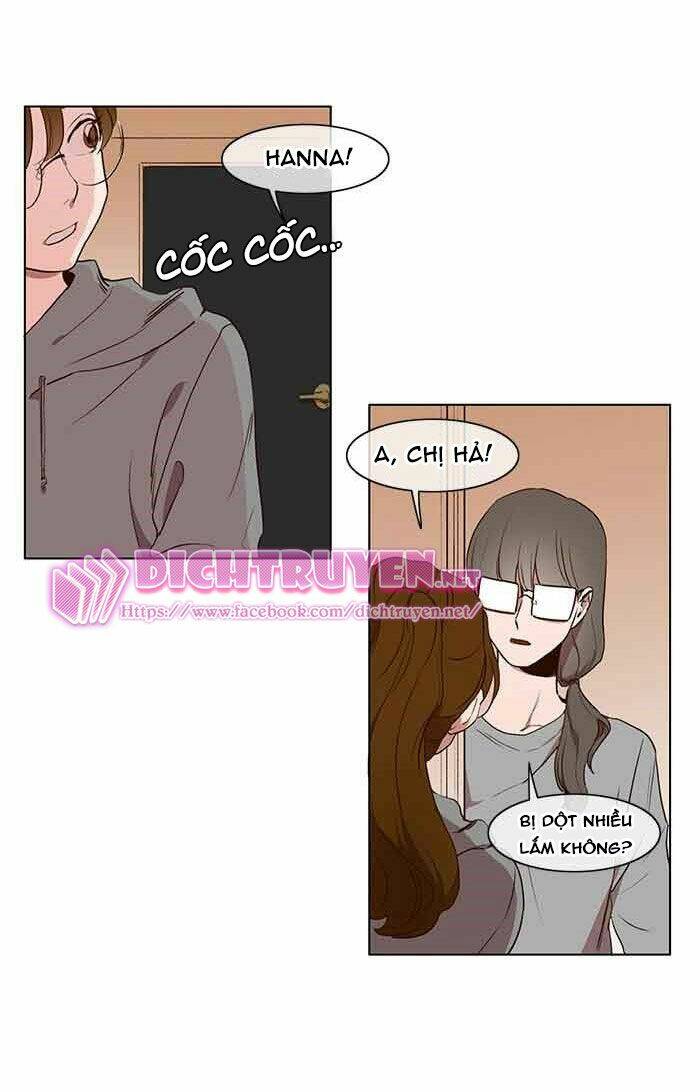 HANNA!
CỐC CỐC...
A, CHỊ HẢ!
DICHTRUYEN.NET
HTTPS://WWW.FACEBOOK.COM/DICHTRUYEN.NET/
BỊ DỘT NHIỀU
LẮM KHÔNG?